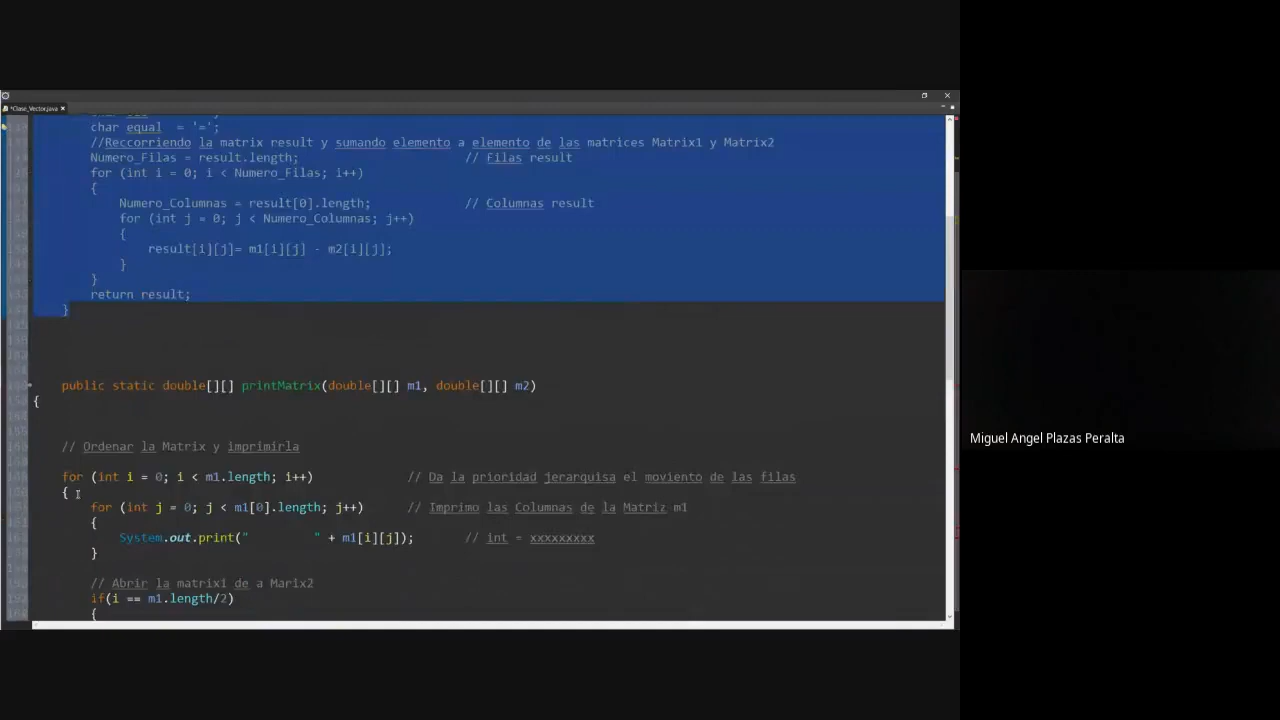 *Clase_Vector.java
char equal = '=';
//Reccorriendo la matrix result y sumando elemento a elemento de las matrices Matrix1 y Matrix2
Numero_Filas = result.length; // Filas result
for (int i = 0; i < Numero_Filas; i++)
{
Numero_Columnas = result[0].length; // Columnas result
for (int j = 0; j < Numero_Columnas; j++)
{
result[i][j]= m1[i][j] - m2[i][j];
}
}
return result;
}
public static double[][] printMatrix(double[][] m1, double[][] m2)
{
// Ordenar la Matrix y imprimirla
for (int i = 0; i < m1.length; i++) // Da la prioridad jerarquisa el moviento de las filas
{
for (int j = 0; j < m1[0].length; j++) // Imprimo las Columnas de la Matriz m1
{
System.out.print("        " + m1[i][j]); // int = xxxxxxxxx
}
// Abrir la matrix1 de a Marix2
if(i == m1.length/2)
{
Miguel Angel Plazas Peralta